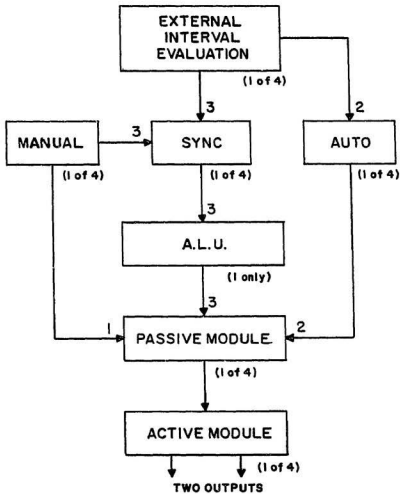 EXTERNAL
INTERVAL
EVALUATION
(1 of 4)
3
2
MANUAL
3
SYNC
AUTO
(1 of 4)
(1 of 4)
(1 of 4)
3
A.L.U.
(1 only)
3
1
PASSIVE MODULE.
2
(1 of 4)
ACTIVE MODULE
(1 of 4)
TWO OUTPUTS